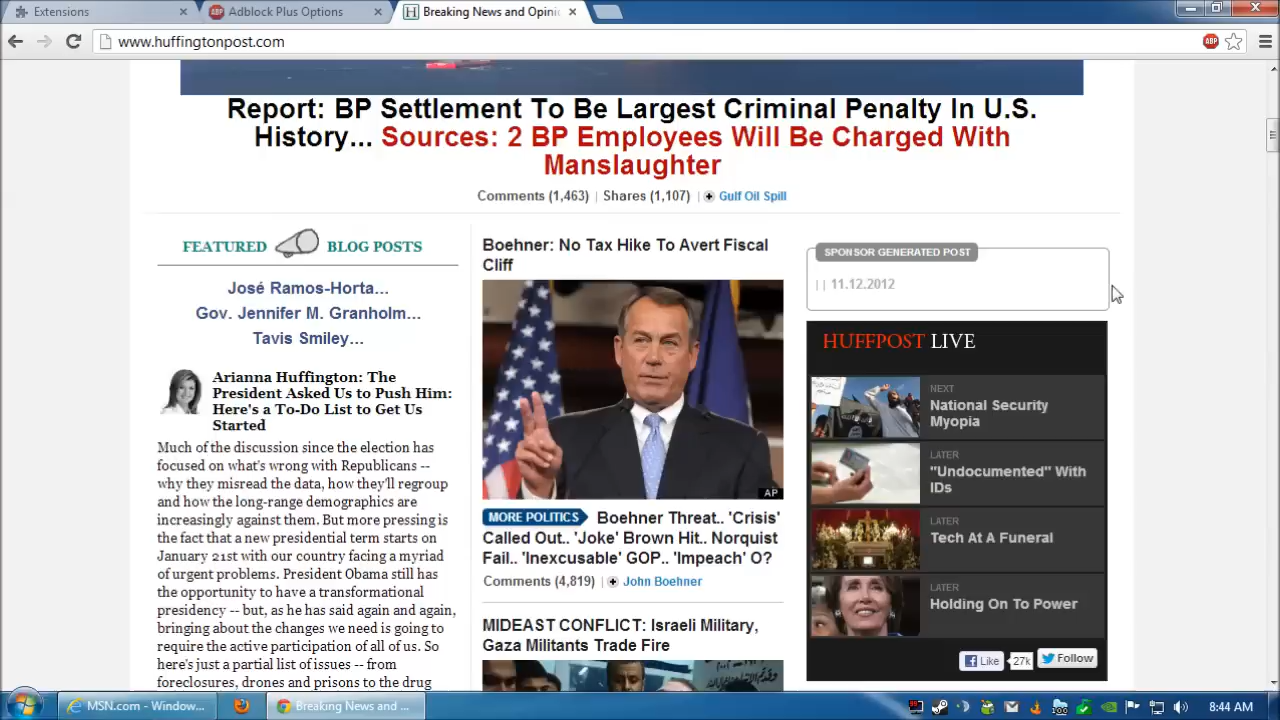 Extensions
Adblock Plus Options
Breaking News and Opini
www.huffingtonpost.com
ABP
Report: BP Settlement To Be Largest Criminal Penalty In U.S.
History... Sources: 2 BP Employees Will Be Charged With
Manslaughter
Comments (1,463) | Shares (1,107) | Gulf Oil Spill
FEATURED BLOG POSTS
José Ramos-Horta...
Gov. Jennifer M. Granholm...
Tavis Smiley...
Arianna Huffington: The
President Asked Us to Push Him:
Here's a To-Do List to Get Us
Started
Much of the discussion since the election has
focused on what's wrong with Republicans --
why they misread the data, how they'll regroup
and how the long-range demographics are
increasingly against them. But more pressing is
the fact that a new presidential term starts on
January 21st with our country facing a myriad
of urgent problems. President Obama still has
the opportunity to have a transformational
presidency -- but, as he has said again and again,
bringing about the changes we need is going to
require the active participation of all of us. So
here's just a partial list of issues -- from
foreclosures, drones and prisons to the drug
Boehner: No Tax Hike To Avert Fiscal
Cliff
AP
MORE POLITICS Boehner Threat.. 'Crisis'
Called Out.. 'Joke' Brown Hit.. Norquist
Fail.. 'Inexcusable' GOP.. 'Impeach' O?
Comments (4,819) | John Boehner
MIDEAST CONFLICT: Israeli Military,
Gaza Militants Trade Fire
SPONSOR GENERATED POST
| | 11.12.2012
HUFFPOST LIVE
NEXT
National Security
Myopia
LATER
"Undocumented" With
IDs
LATER
Tech At A Funeral
LATER
Holding On To Power
Like 27k Follow
MSN.com - Window...
Breaking News and ...
8:44 AM